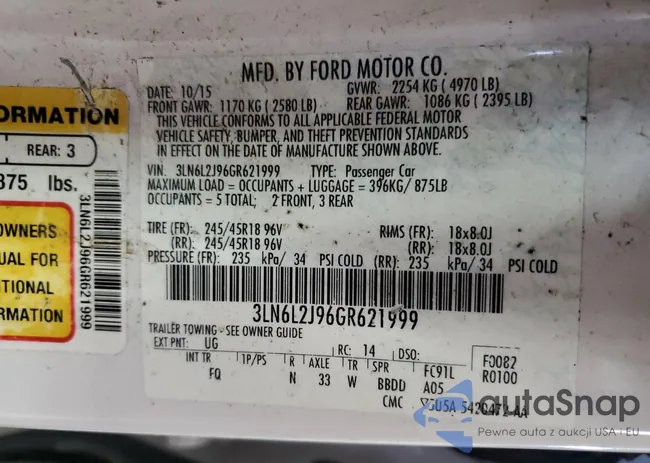 ORMATION
REAR: 3
875 lbs.
OWNERS
UAL FOR
ITIONAL
RMATION
3LN6L2J96GR621999
MFD. BY FORD MOTOR CO.
DATE: 10/15 GVWR: 2254 KG ( 4970 LB)
FRONT GAWR: 1170 KG ( 2580 LB) REAR GAWR: 1086 KG ( 2395 LB)
THIS VEHICLE CONFORMS TO ALL APPLICABLE FEDERAL MOTOR
VEHICLE SAFETY, BUMPER, AND THEFT PREVENTION STANDARDS
IN EFFECT ON THE DATE OF MANUFACTURE SHOWN ABOVE.
VIN: 3LN6L2J96GR621999 TYPE: Passenger Car
MAXIMUM LOAD = OCCUPANTS + LUGGAGE = 396KG/ 875LB
OCCUPANTS = 5 TOTAL; 2 FRONT, 3 REAR
TIRE (FR): 245/45R18 96V RIMS (FR): 18x8.0J
(RR): 245/45R18 96V (RR): 18x8.0J
PRESSURE (FR): 235 kPa/ 34 PSI COLD (RR): 235 kPa/ 34 PSI COLD
3LN6L2J96GR621999
TRAILER TOWING - SEE OWNER GUIDE
EXT PNT: UG RC: 14 DSO: F0082
INT TR 1P/PS R AXLE TR SPR FC91L R0100
FQ N 33 W BBDD A05
CMC 5420472-AA
autaSnap
Pewne auta z aukcji USA i EU